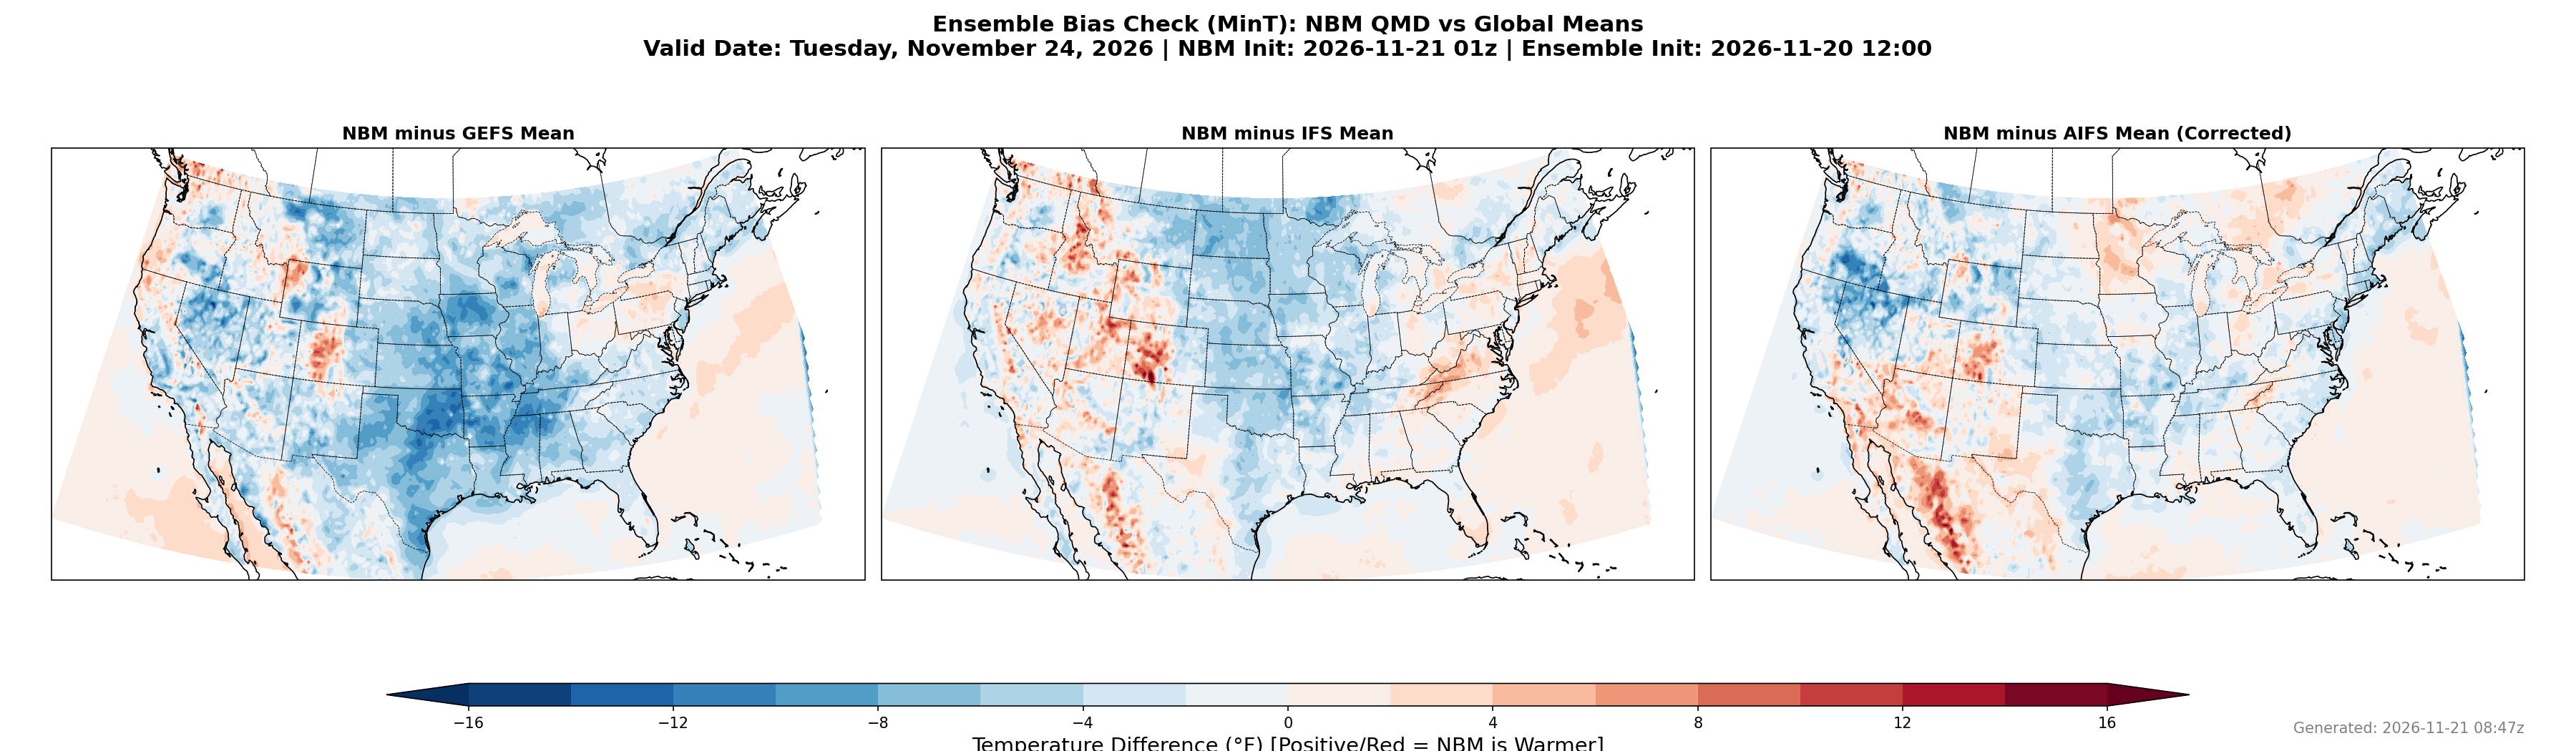 Ensemble Bias Check (MinT): NBM QMD vs Global Means
Valid Date: Tuesday, November 24, 2026 | NBM Init: 2026-11-21 01z | Ensemble Init: 2026-11-20 12:00
NBM minus GEFS Mean
NBM minus IFS Mean
NBM minus AIFS Mean (Corrected)
−16 −12 −8 −4 0 4 8 12 16
Temperature Difference (°F) [Positive/Red = NBM is Warmer]
Generated: 2026-11-21 08:47z